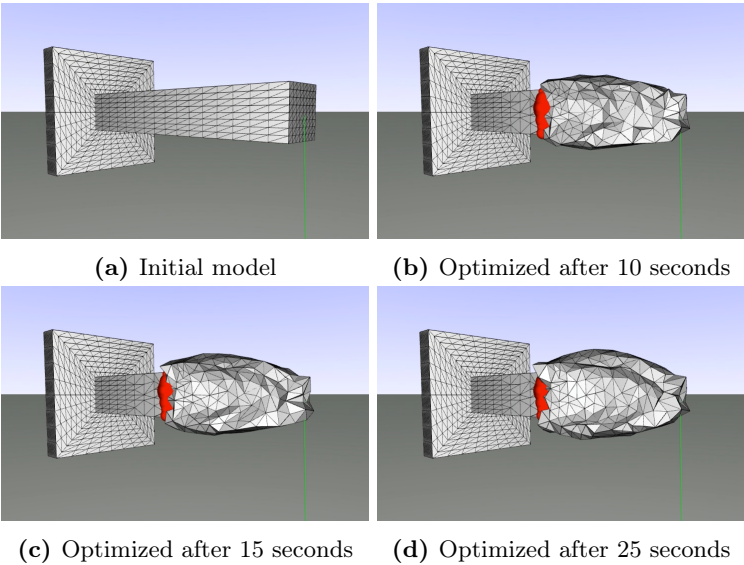 (a) Initial model
(b) Optimized after 10 seconds
(c) Optimized after 15 seconds
(d) Optimized after 25 seconds